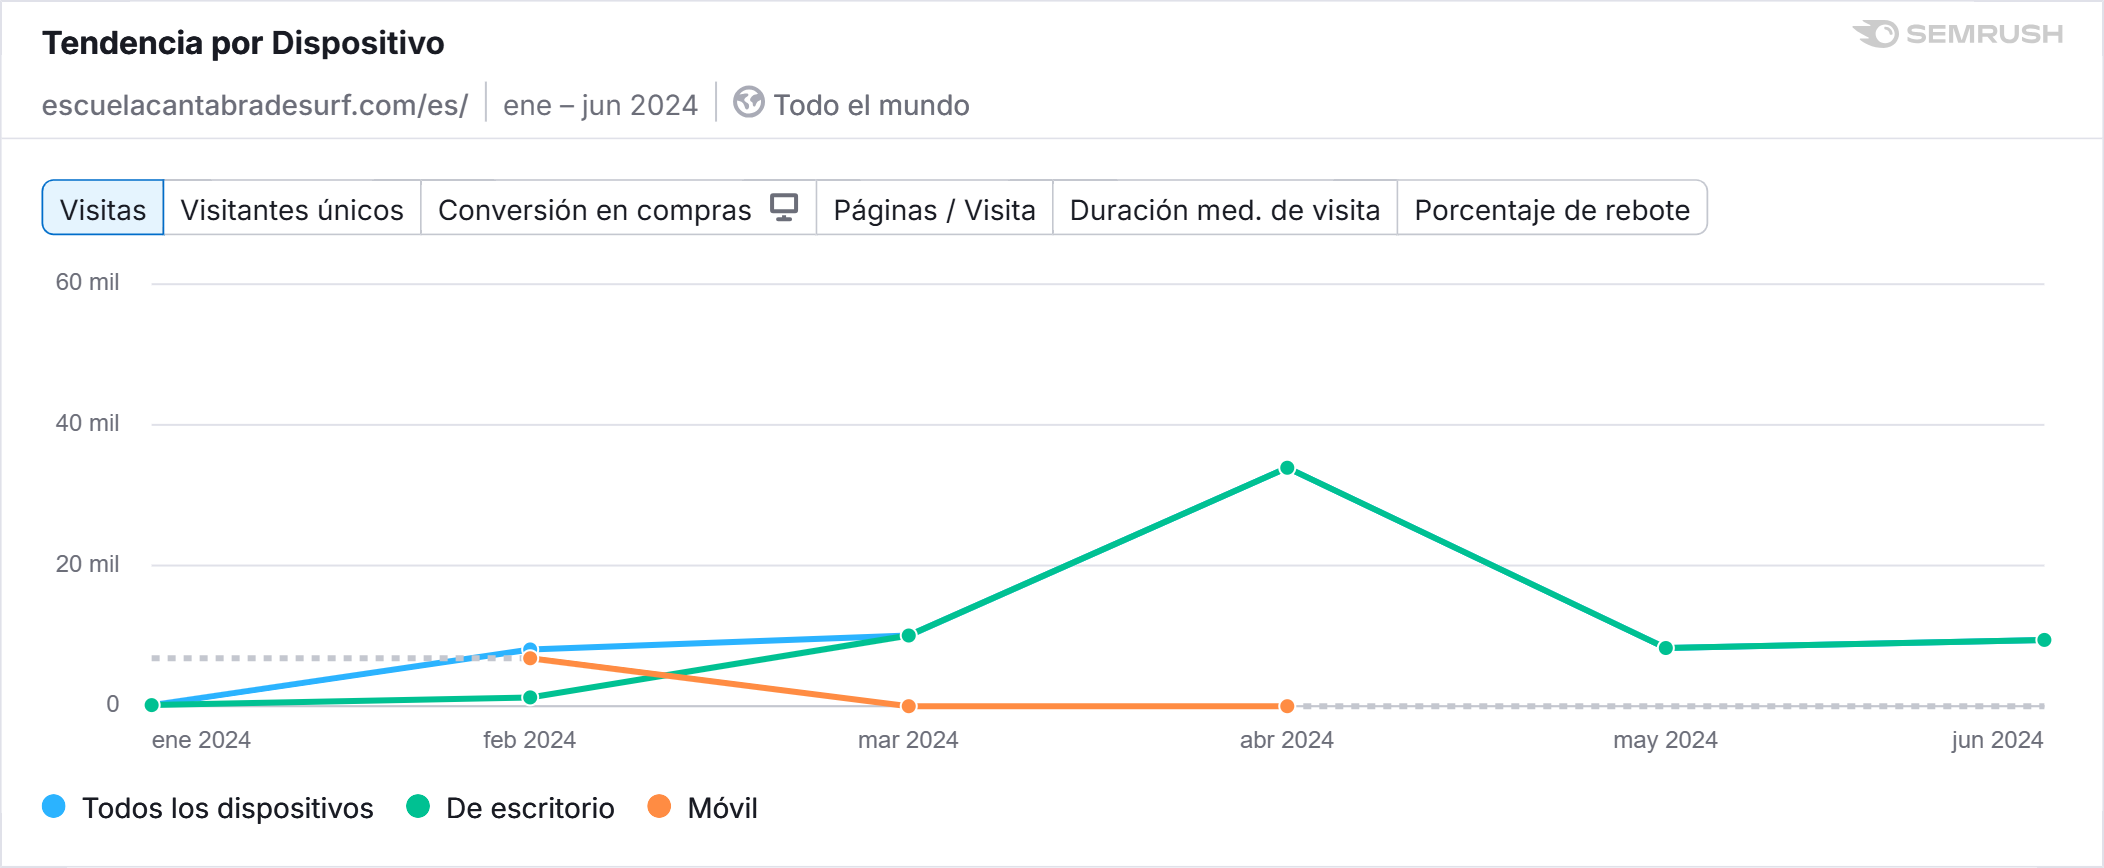 Tendencia por Dispositivo
SEMRUSH
escuelacantabradesurf.com/es/ ene – jun 2024 Todo el mundo
Visitas Visitantes únicos Conversión en compras Páginas / Visita Duración med. de visita Porcentaje de rebote
60 mil
40 mil
20 mil
0
ene 2024 feb 2024 mar 2024 abr 2024 may 2024 jun 2024
Todos los dispositivos De escritorio Móvil